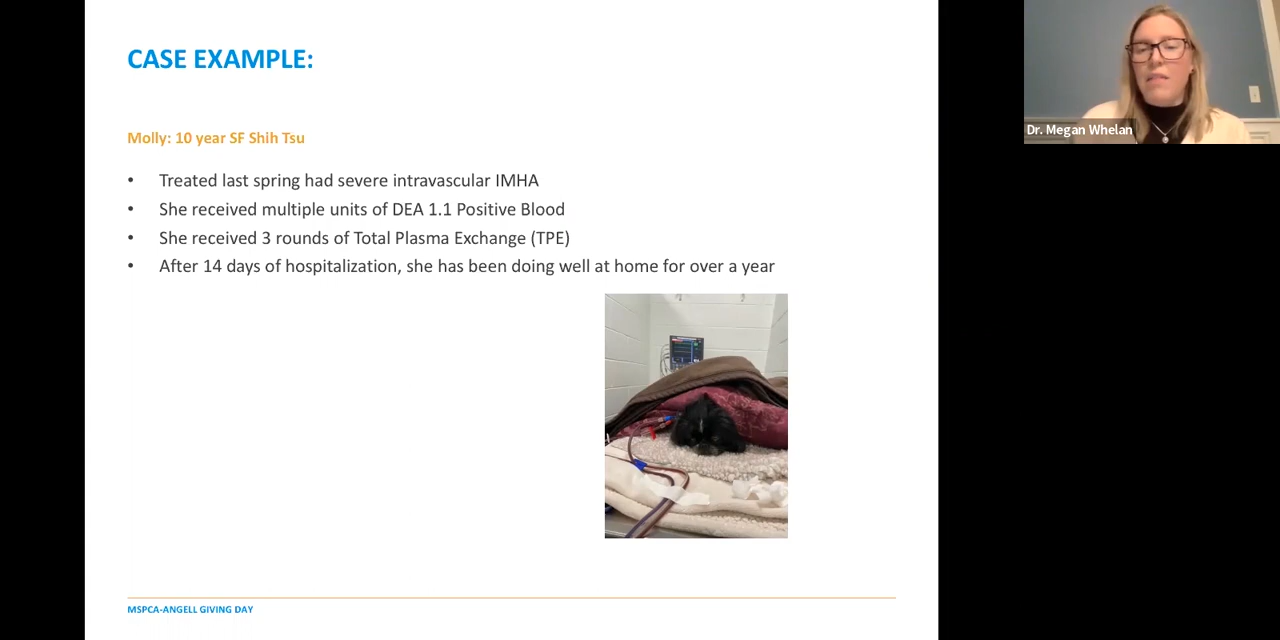 CASE EXAMPLE:
Dr. Megan Whelan
Molly: 10 year SF Shih Tsu
• Treated last spring had severe intravascular IMHA
• She received multiple units of DEA 1.1 Positive Blood
• She received 3 rounds of Total Plasma Exchange (TPE)
• After 14 days of hospitalization, she has been doing well at home for over a year
MSPCA-ANGELL GIVING DAY